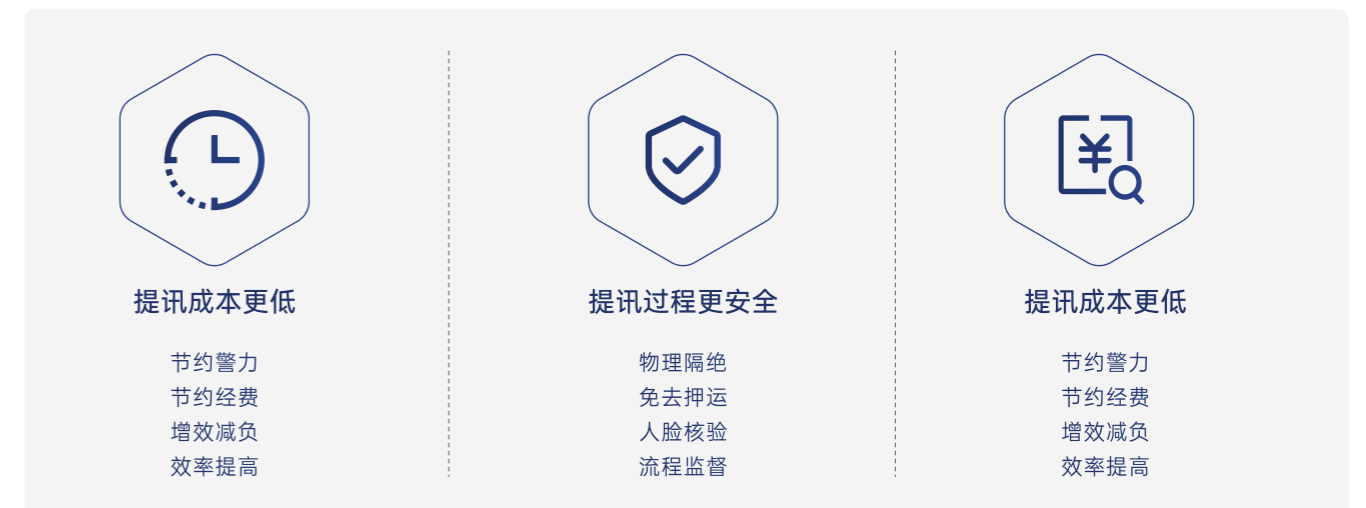 提讯成本更低
节约警力
节约经费
增效减负
效率提高
提讯过程更安全
物理隔绝
免去押运
人脸核验
流程监督
提讯成本更低
节约警力
节约经费
增效减负
效率提高